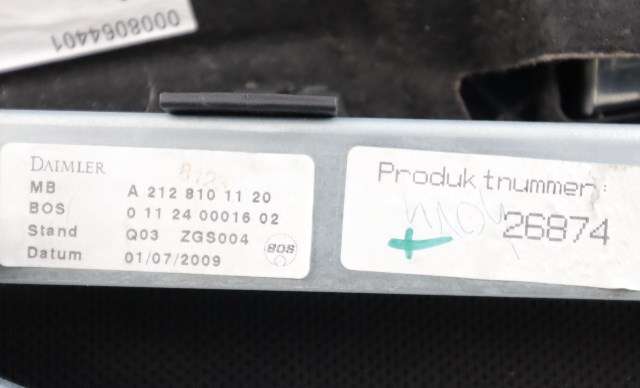 0008064401
DAIMLER
MB A 212 810 11 20
BOS 0 11 24 00016 02
Stand Q03 ZGS004
Datum 01/07/2009
BOS
Produktnummer:
26874